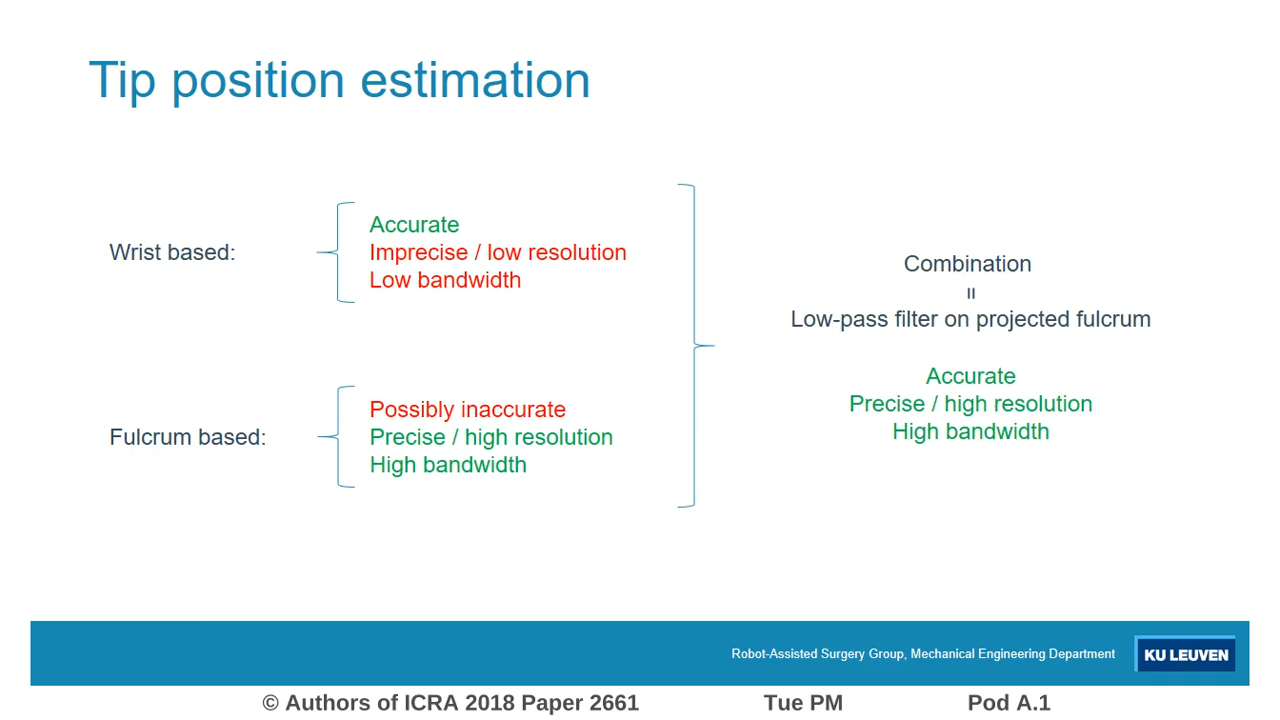 Tip position estimation
Wrist based:
Accurate
Imprecise / low resolution
Low bandwidth
Fulcrum based:
Possibly inaccurate
Precise / high resolution
High bandwidth
Combination
=
Low-pass filter on projected fulcrum
Accurate
Precise / high resolution
High bandwidth
Robot-Assisted Surgery Group, Mechanical Engineering Department
KU LEUVEN
© Authors of ICRA 2018 Paper 2661 Tue PM Pod A.1